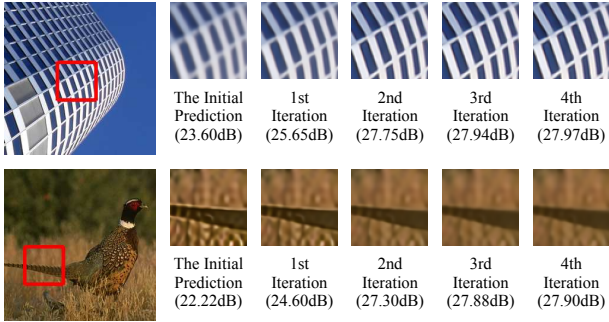 The Initial Prediction (23.60dB)
1st Iteration (25.65dB)
2nd Iteration (27.75dB)
3rd Iteration (27.94dB)
4th Iteration (27.97dB)
The Initial Prediction (22.22dB)
1st Iteration (24.60dB)
2nd Iteration (27.30dB)
3rd Iteration (27.88dB)
4th Iteration (27.90dB)